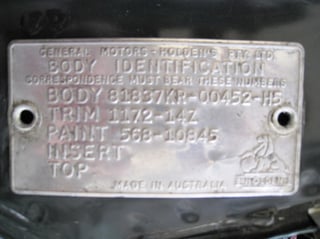 GENERAL MOTORS - HOLDEN'S PTY. LTD.
BODY IDENTIFICATION
CORRESPONDENCE MUST BEAR THESE NUMBERS
BODY 81837KR-00452-H5
TRIM 1172-14Z
PAINT 568-10845
INSERT
TOP
HOLDEN
MADE IN AUSTRALIA